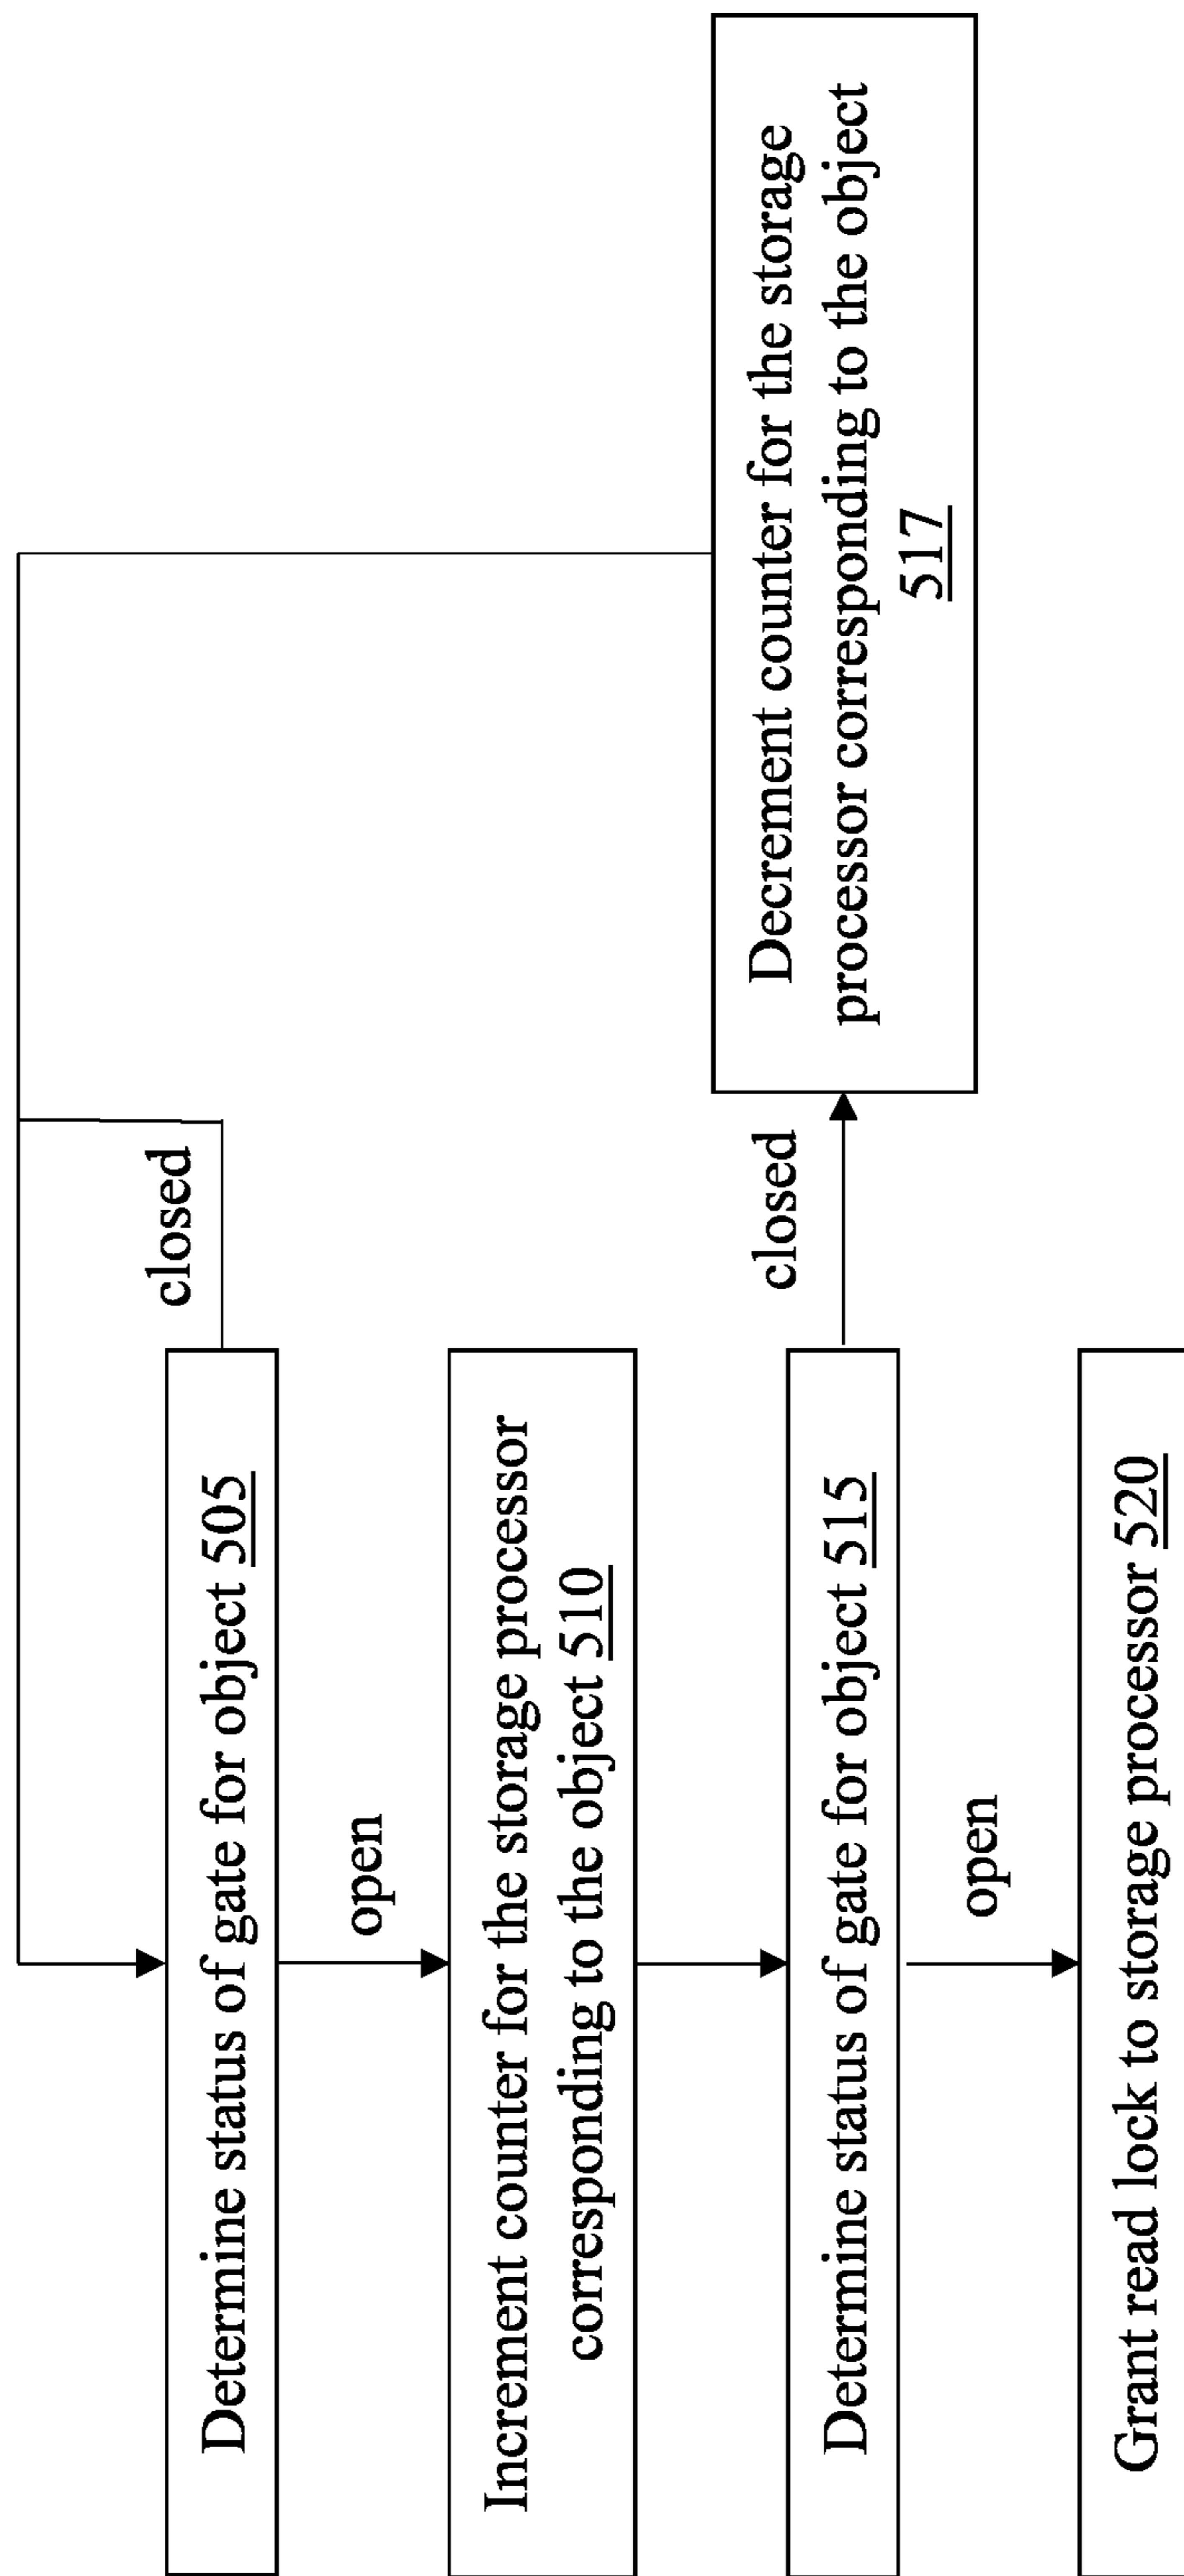 closed
Determine status of gate for object 505
open
Increment counter for the storage processor
corresponding to the object 510
Determine status of gate for object 515
closed
Decrement counter for the storage
processor corresponding to the object
517
open
Grant read lock to storage processor 520